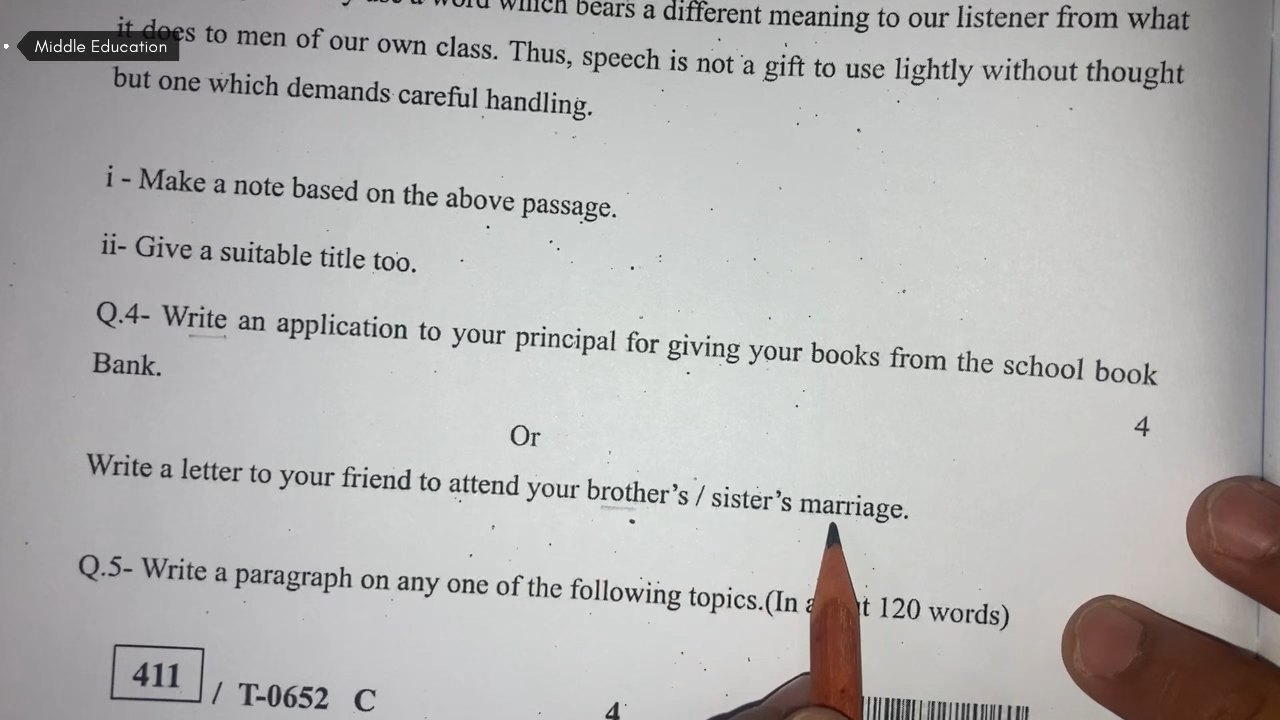 a word which bears a different meaning to our listener from what
it does to men of our own class. Thus, speech is not a gift to use lightly without thought
Middle Education
but one which demands careful handling.
i - Make a note based on the above passage.
ii- Give a suitable title too.
Q.4- Write an application to your principal for giving your books from the school book
Bank.
4
Or
Write a letter to your friend to attend your brother's / sister's marriage.
Q.5- Write a paragraph on any one of the following topics.(In 120 words)
411 / T-0652 C
4